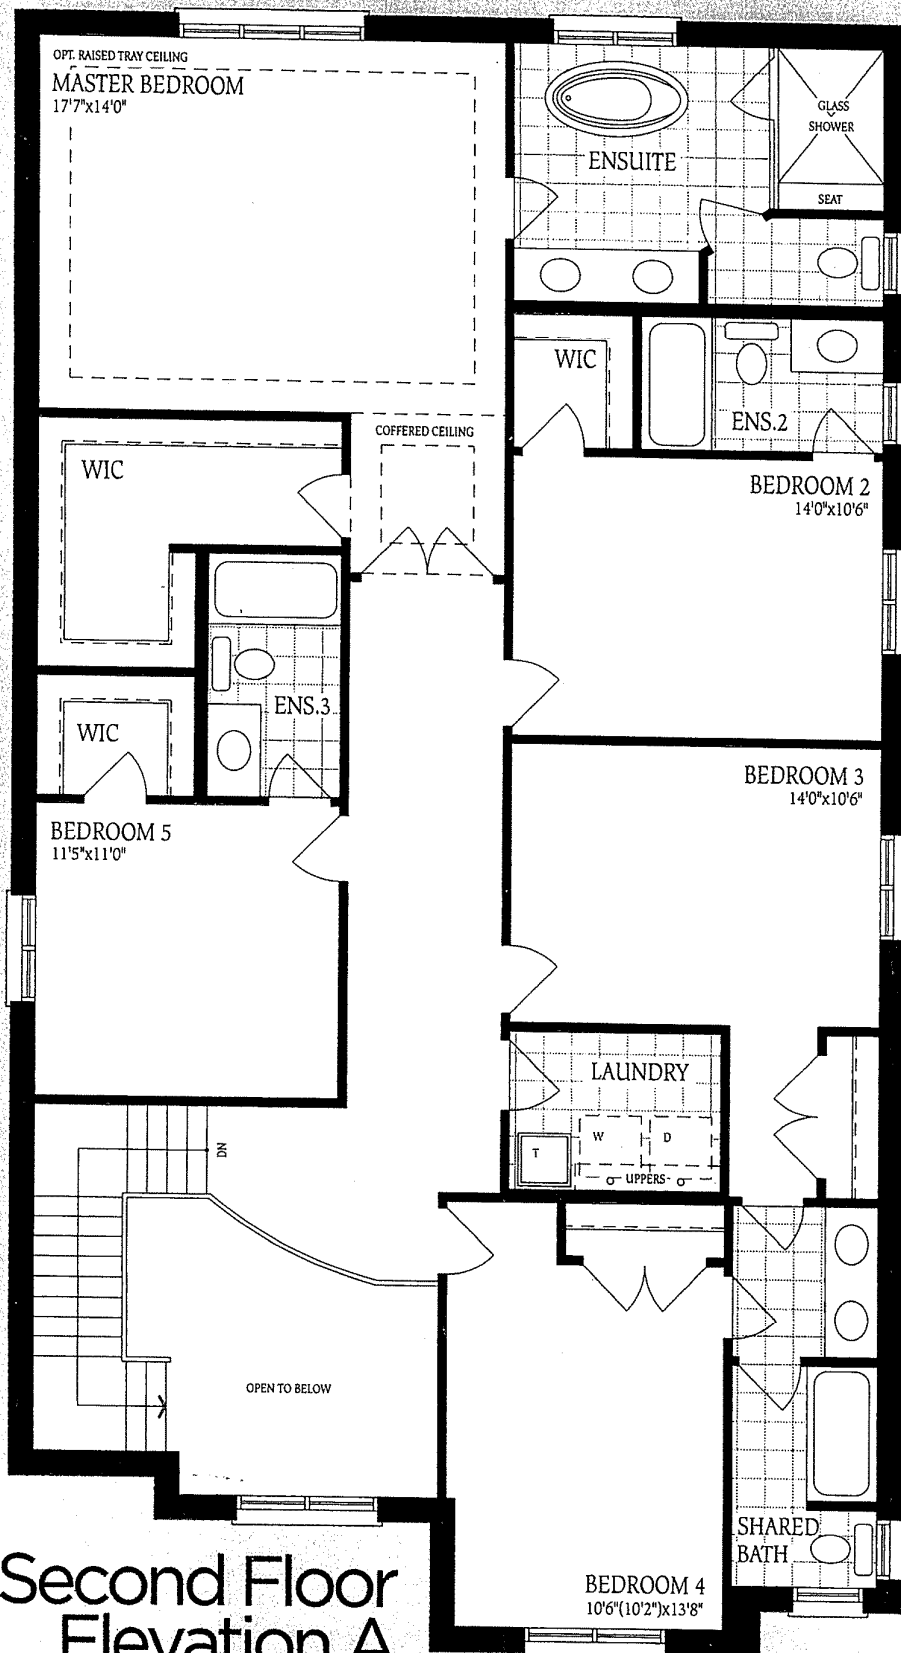 OPT. RAISED TRAY CEILING
MASTER BEDROOM
17'7"x14'0"
ENSUITE
GLASS
SHOWER
SEAT
WIC
ENS.2
COFFERED CEILING
WIC
BEDROOM 2
14'0"x10'6"
ENS.3
WIC
BEDROOM 3
14'0"x10'6"
BEDROOM 5
11'5"x11'0"
LAUNDRY
W
D
T
UPPERS
DN
OPEN TO BELOW
SHARED
BATH
BEDROOM 4
10'6"(10'2")x13'8"
Second Floor
Elevation A